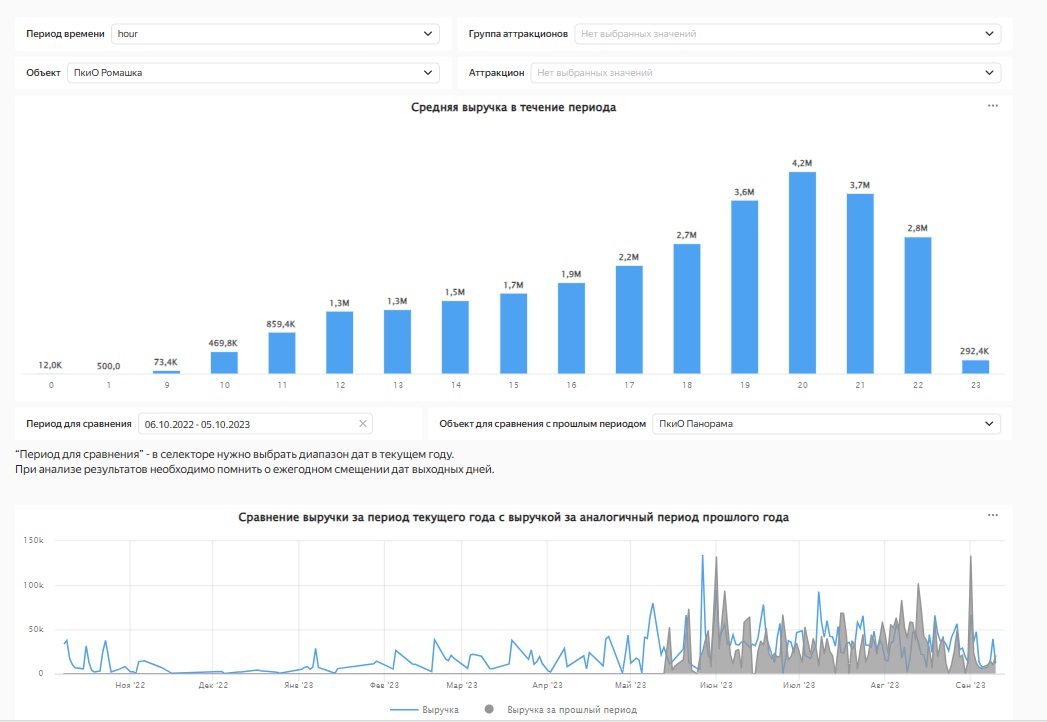 Период времени hour Группа аттракционов Нет выбранных значений
Объект ПкиО Ромашка Аттракцион Нет выбранных значений
Средняя выручка в течение периода
4,2M
3,6M 3,7M
2,7M 2,8M
2,2M
1,9M
1,7M
1,5M
1,3M 1,3M
859,4K
469,8K
292,4K
12,0K 500,0 73,4K
0 1 9 10 11 12 13 14 15 16 17 18 19 20 21 22 23
Период для сравнения 06.10.2022 - 05.10.2023 Объект для сравнения с прошлым периодом ПкиО Панорама
“Период для сравнения” - в селекторе нужно выбрать диапазон дат в текущем году.
При анализе результатов необходимо помнить о ежегодном смещении дат выходных дней.
Сравнение выручки за период текущего года с выручкой за аналогичный период прошлого года
150k
100k
50k
0
Ноя '22 Дек '22 Янв '23 Фев '23 Мар '23 Апр '23 Май '23 Июн '23 Июл '23 Авг '23 Сен '23
Выручка Выручка за прошлый период